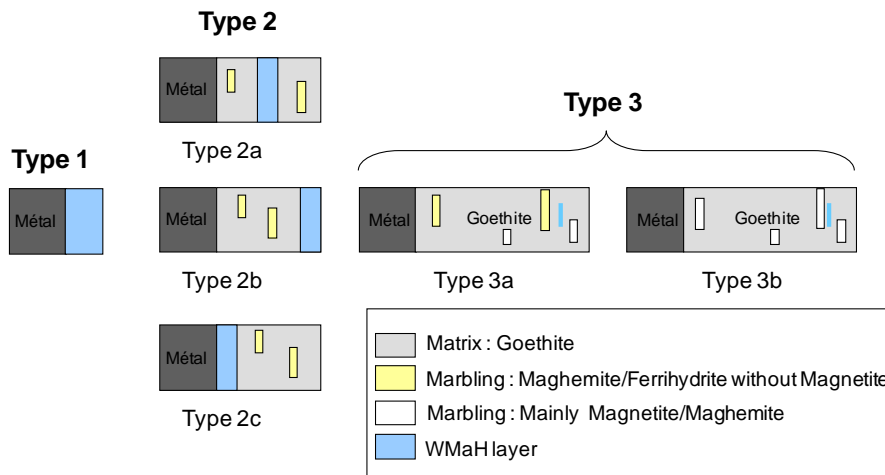 Type 2
Métal
Type 2a
Type 3
Type 1
Métal
Métal
Type 2b
Métal
Goethite
Type 3a
Métal
Goethite
Type 3b
Métal
Type 2c
Matrix : Goethite
Marbling : Maghemite/Ferrihydrite without Magnetite
Marbling: Mainly Magnetite/Maghemite
WMaH layer